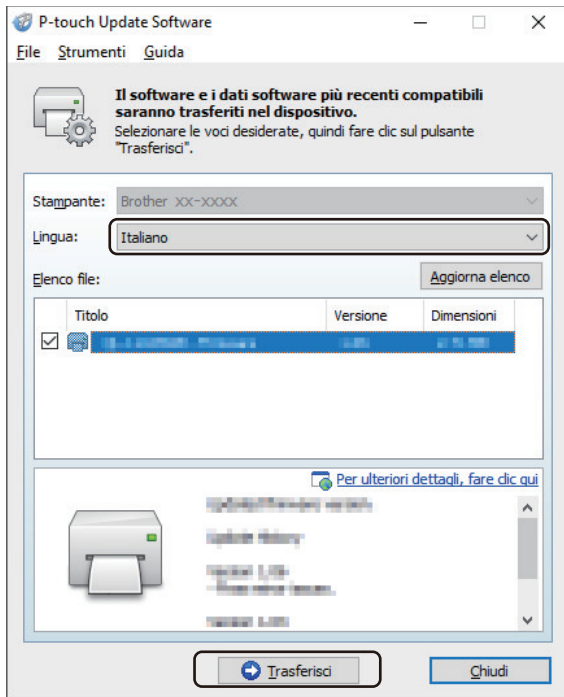 P-touch Update Software
File Strumenti Guida
Il software e i dati software più recenti compatibili
saranno trasferiti nel dispositivo.
Selezionare le voci desiderate, quindi fare clic sul pulsante
"Trasferisci".
Stampante: Brother XX-XXXX
Lingua: Italiano
Elenco file: Aggiorna elenco
Titolo Versione Dimensioni
Per ulteriori dettagli, fare clic qui
Trasferisci Chiudi